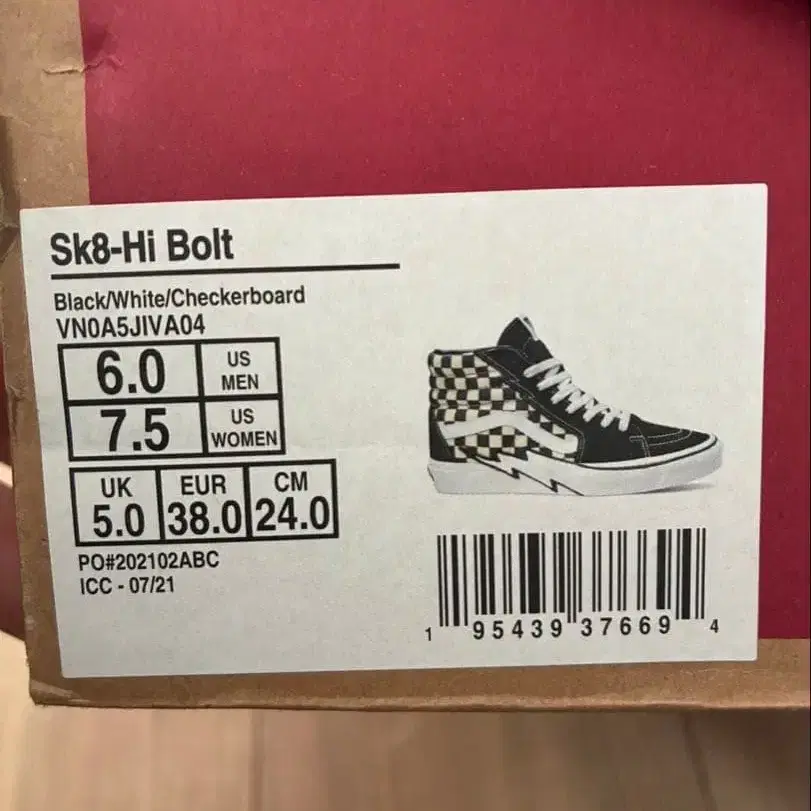 Sk8-Hi Bolt
Black/White/Checkerboard
VN0A5JIVA04
6.0 US MEN
7.5 US WOMEN
UK EUR CM
5.0 38.0 24.0
PO#202102ABC
ICC - 07/21
1 95439 37669 4